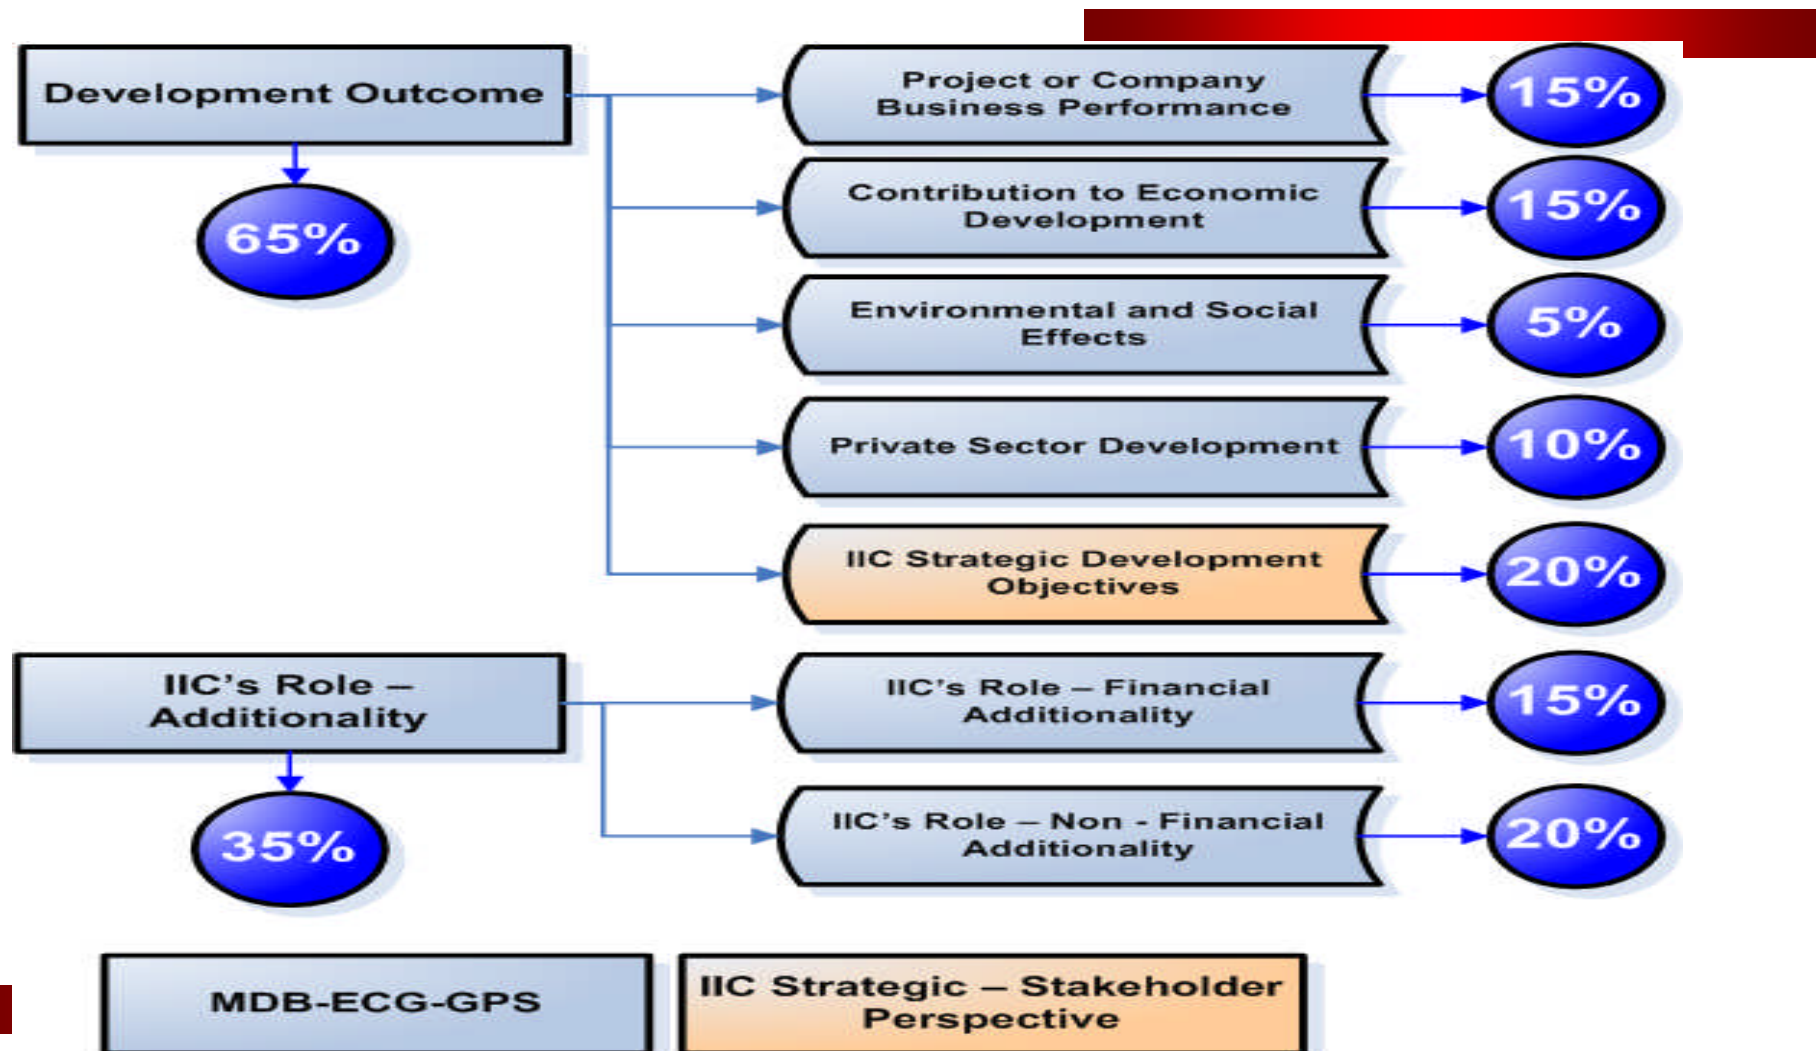 Development Outcome
65%
Project or Company
Business Performance
15%
Contribution to Economic
Development
15%
Environmental and Social
Effects
5%
Private Sector Development
10%
IIC Strategic Development
Objectives
20%
IIC's Role –
Additionality
35%
IIC's Role – Financial
Additionality
15%
IIC's Role – Non - Financial
Additionality
20%
MDB-ECG-GPS
IIC Strategic – Stakeholder
Perspective